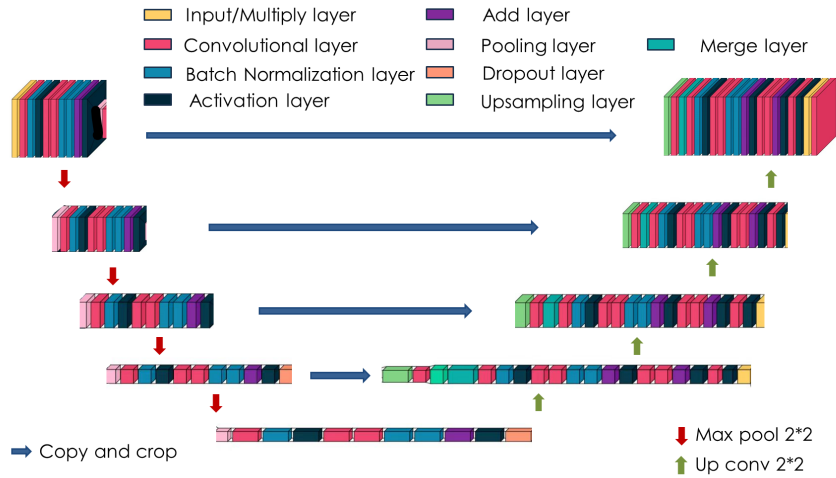 Input/Multiply layer
Add layer
Convolutional layer
Pooling layer
Merge layer
Batch Normalization layer
Dropout layer
Activation layer
Upsampling layer
Copy and crop
Max pool 2*2
Up conv 2*2